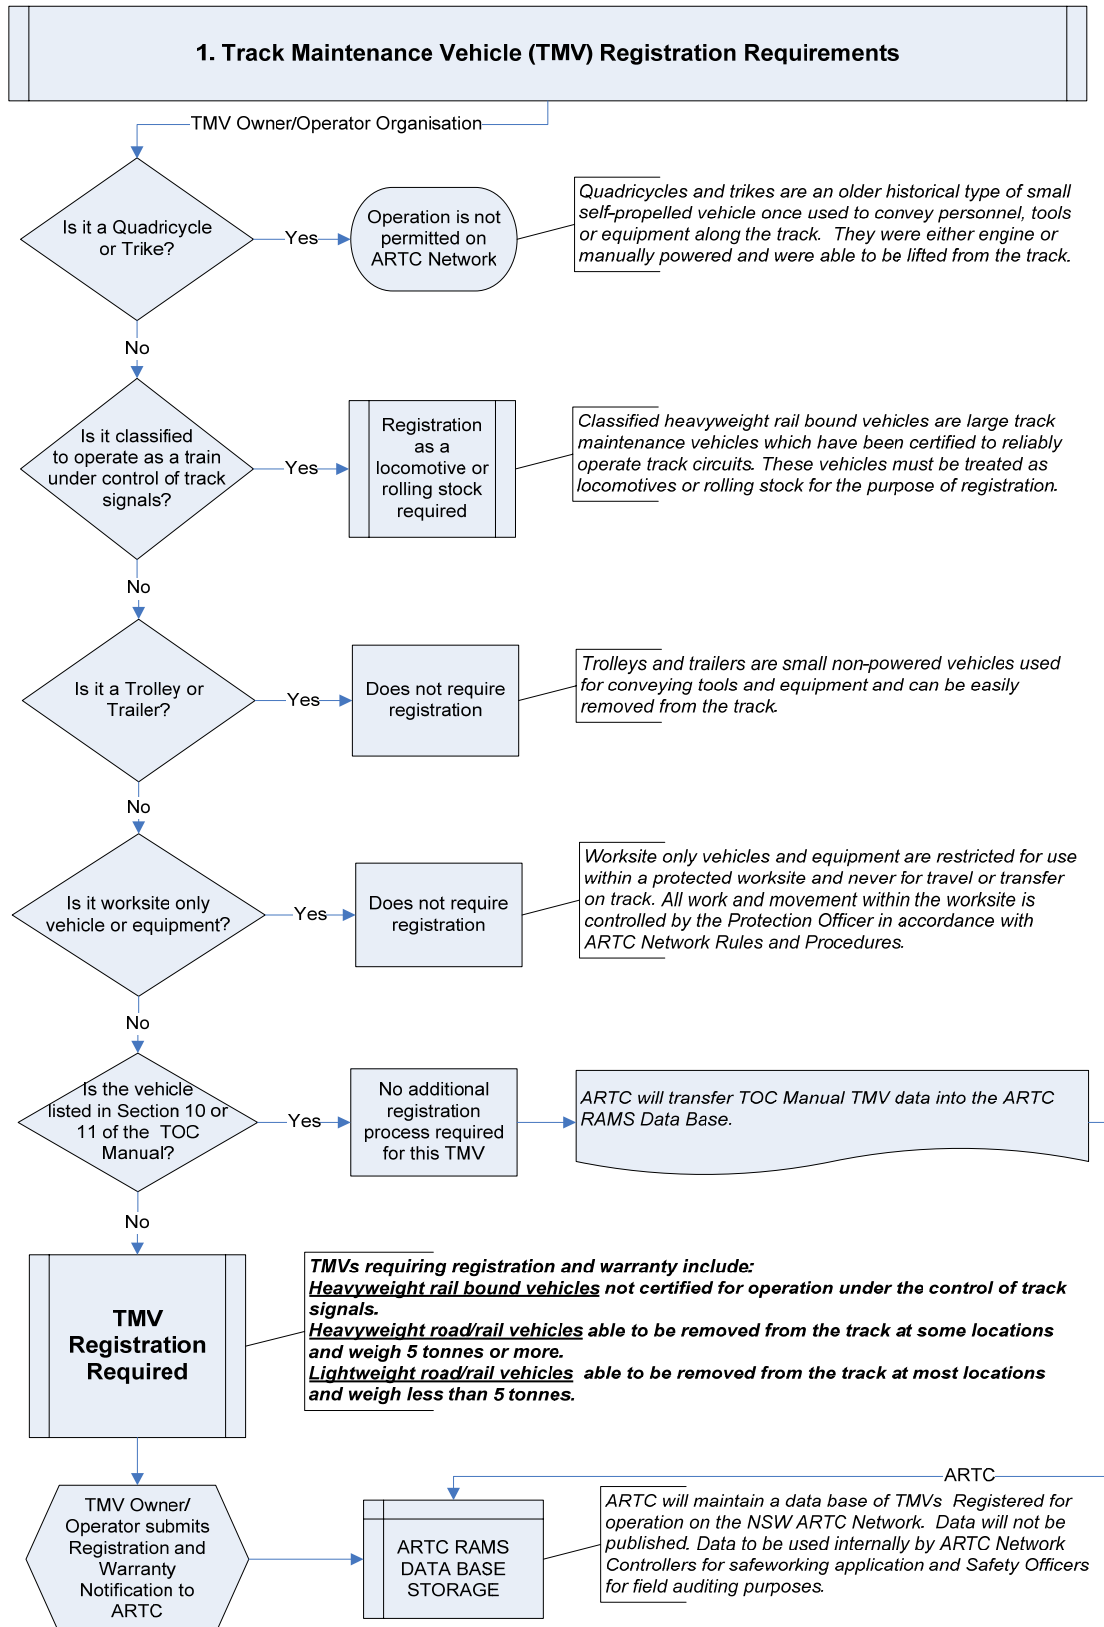 1. Track Maintenance Vehicle (TMV) Registration Requirements
TMV Owner/Operator Organisation
Is it a Quadricycle
or Trike?
Yes
Operation is not
permitted on
ARTC Network
Quadricycles and trikes are an older historical type of small
self-propelled vehicle once used to convey personnel, tools
or equipment along the track.  They were either engine or
manually powered and were able to be lifted from the track.
No
Is it classified
to operate as a train
under control of track
signals?
Yes
Registration
as a
locomotive or
rolling stock
required
Classified heavyweight rail bound vehicles are large track
maintenance vehicles which have been certified to reliably
operate track circuits. These vehicles must be treated as
locomotives or rolling stock for the purpose of registration.
No
Is it a Trolley or
Trailer?
Yes
Does not require
registration
Trolleys and trailers are small non-powered vehicles used
for conveying tools and equipment and can be easily
removed from the track.
No
Is it worksite only
vehicle or equipment?
Yes
Does not require
registration
Worksite only vehicles and equipment are restricted for use
within a protected worksite and never for travel or transfer
on track. All work and movement within the worksite is
controlled by the Protection Officer in accordance with
ARTC Network Rules and Procedures.
No
Is the vehicle
listed in Section 10 or
11 of the  TOC
Manual?
Yes
No additional
registration
process required
for this TMV
ARTC will transfer TOC Manual TMV data into the ARTC
RAMS Data Base.
No
TMV
Registration
Required
TMVs requiring registration and warranty include:
Heavyweight rail bound vehicles not certified for operation under the control of track
signals.
Heavyweight road/rail vehicles able to be removed from the track at some locations
and weigh 5 tonnes or more.
Lightweight road/rail vehicles  able to be removed from the track at most locations
and weigh less than 5 tonnes.
ARTC
TMV Owner/
Operator submits
Registration and
Warranty
Notification to
ARTC
ARTC RAMS
DATA BASE
STORAGE
ARTC will maintain a data base of TMVs  Registered for
operation on the NSW ARTC Network.  Data will not be
published. Data to be used internally by ARTC Network
Controllers for safeworking application and Safety Officers
for field auditing purposes.